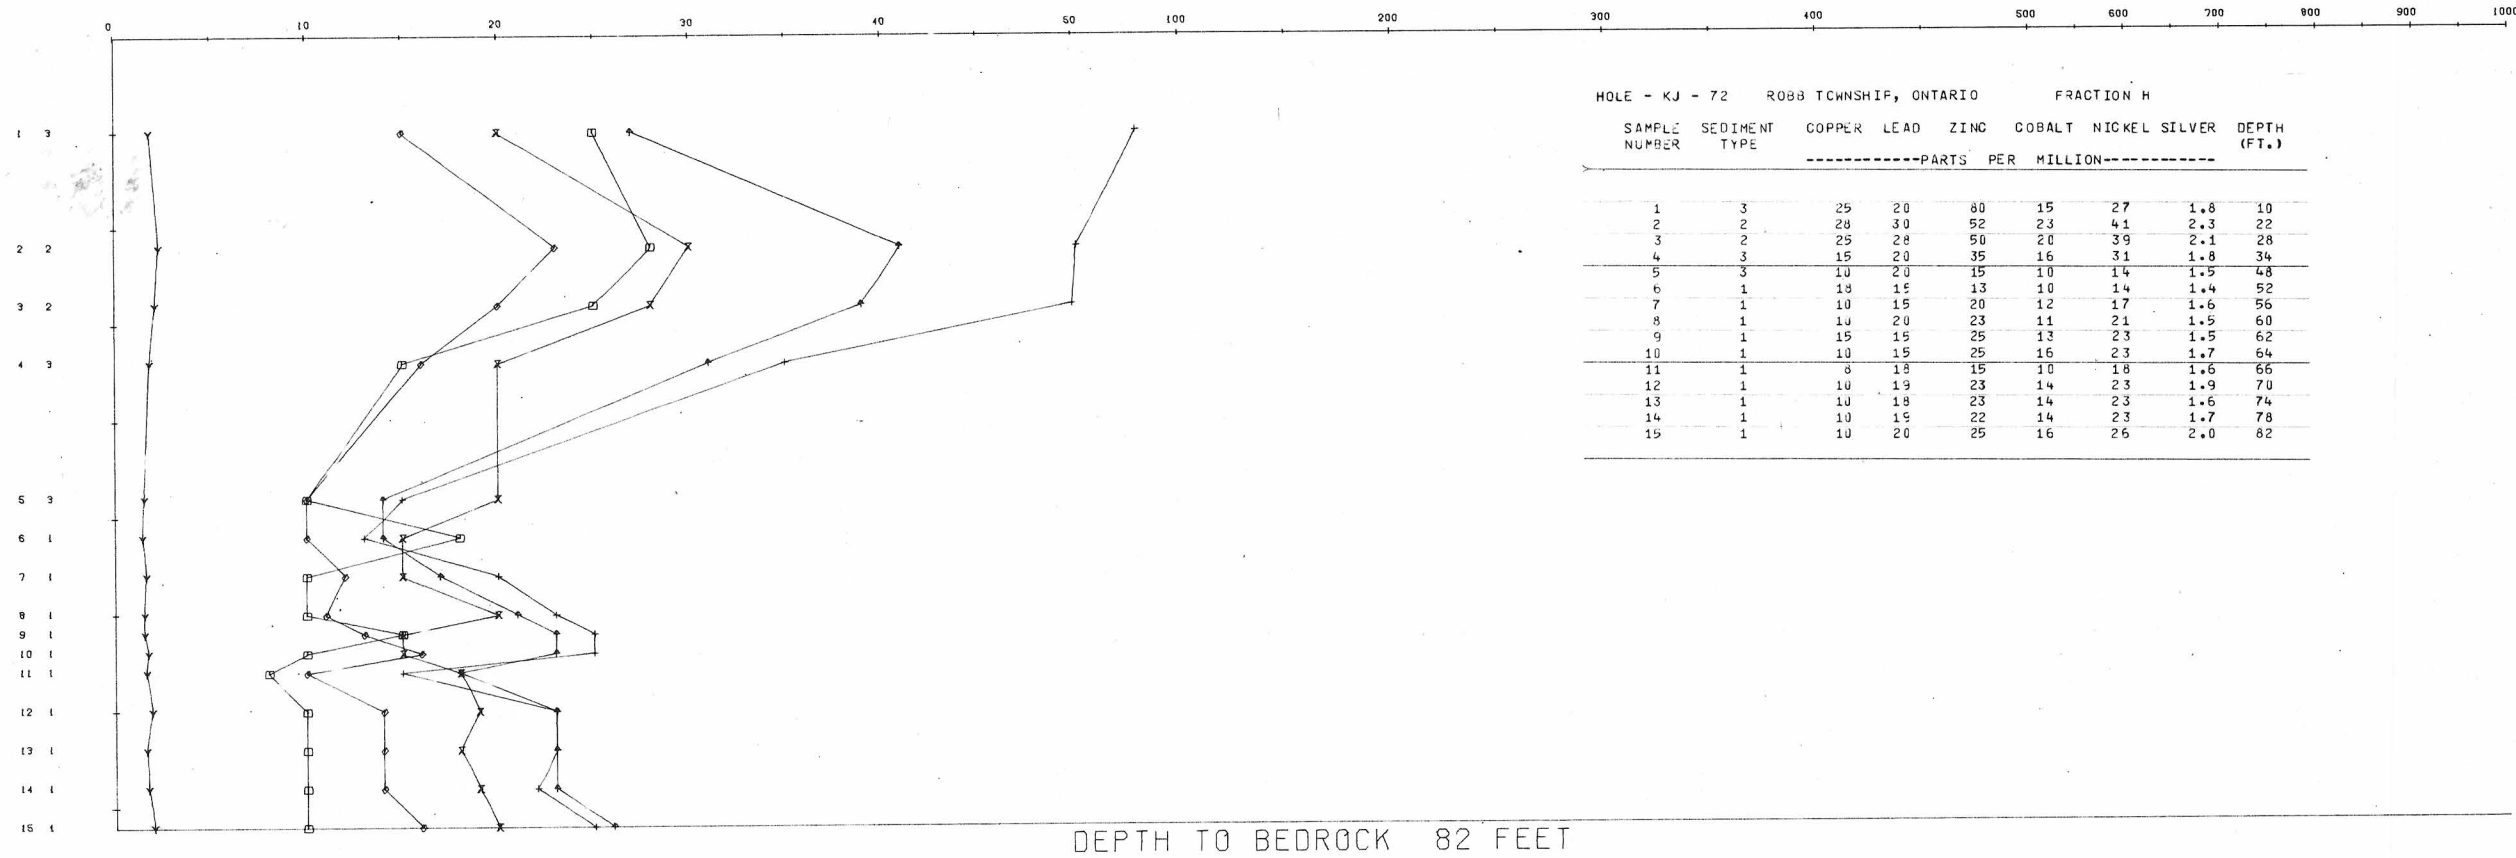 0 10 20 30 40 50 100 200 300 400 500 600 700 800 900 1000
HOLE - KJ - 72 ROBB TOWNSHIP, ONTARIO FRACTION H
SAMPLE SEDIMENT COPPER LEAD ZINC COBALT NICKEL SILVER DEPTH
NUMBER TYPE (FT.)
------------PARTS PER MILLION------------
1 3 25 20 80 15 27 1.8 10
2 2 28 30 52 23 41 2.3 22
3 2 25 28 50 20 39 2.1 28
4 3 15 20 35 16 31 1.8 34
5 3 10 20 15 10 14 1.5 48
6 1 18 15 13 10 14 1.4 52
7 1 10 15 20 12 17 1.6 56
8 1 10 20 23 11 21 1.5 60
9 1 15 15 25 13 23 1.5 62
10 1 10 15 25 16 23 1.7 64
11 1 8 18 15 10 18 1.6 66
12 1 10 19 23 14 23 1.9 70
13 1 10 18 23 14 23 1.6 74
14 1 10 19 22 14 23 1.7 78
15 1 10 20 25 16 26 2.0 82
1 3
2 2
3 2
4 3
5 3
6 1
7 1
8 1
9 1
10 1
11 1
12 1
13 1
14 1
15 1
DEPTH TO BEDROCK 82 FEET